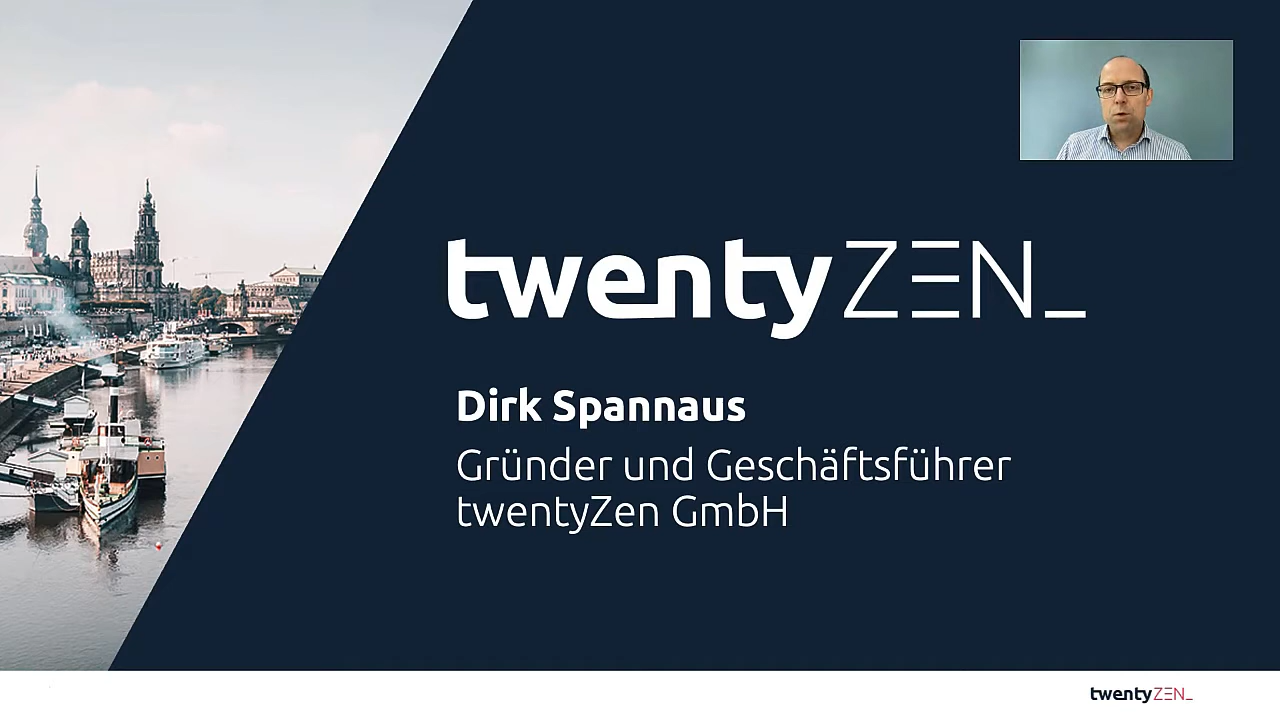 twentyZEN_
Dirk Spannaus
Gründer und Geschäftsführer
twentyZen GmbH
twentyZEN_